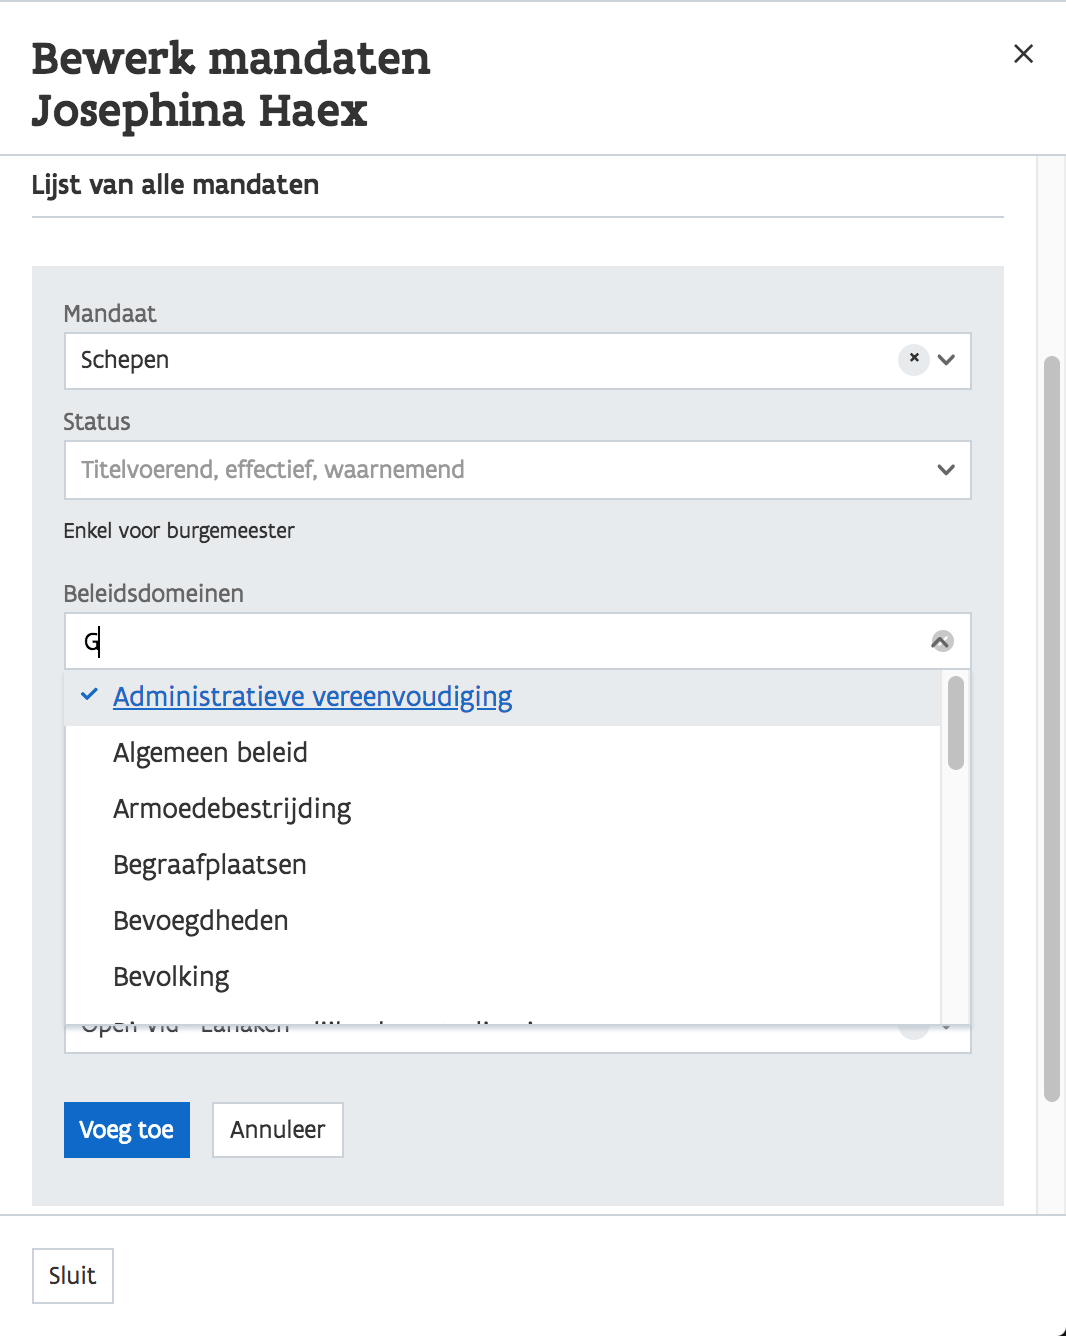 Bewerk mandaten
Josephina Haex
Lijst van alle mandaten
Mandaat
Schepen
Status
Titelvoerend, effectief, waarnemend
Enkel voor burgemeester
Beleidsdomeinen
G
Administratieve vereenvoudiging
Algemeen beleid
Armoedebestrijding
Begraafplaatsen
Bevoegdheden
Bevolking
Voeg toe
Annuleer
Sluit